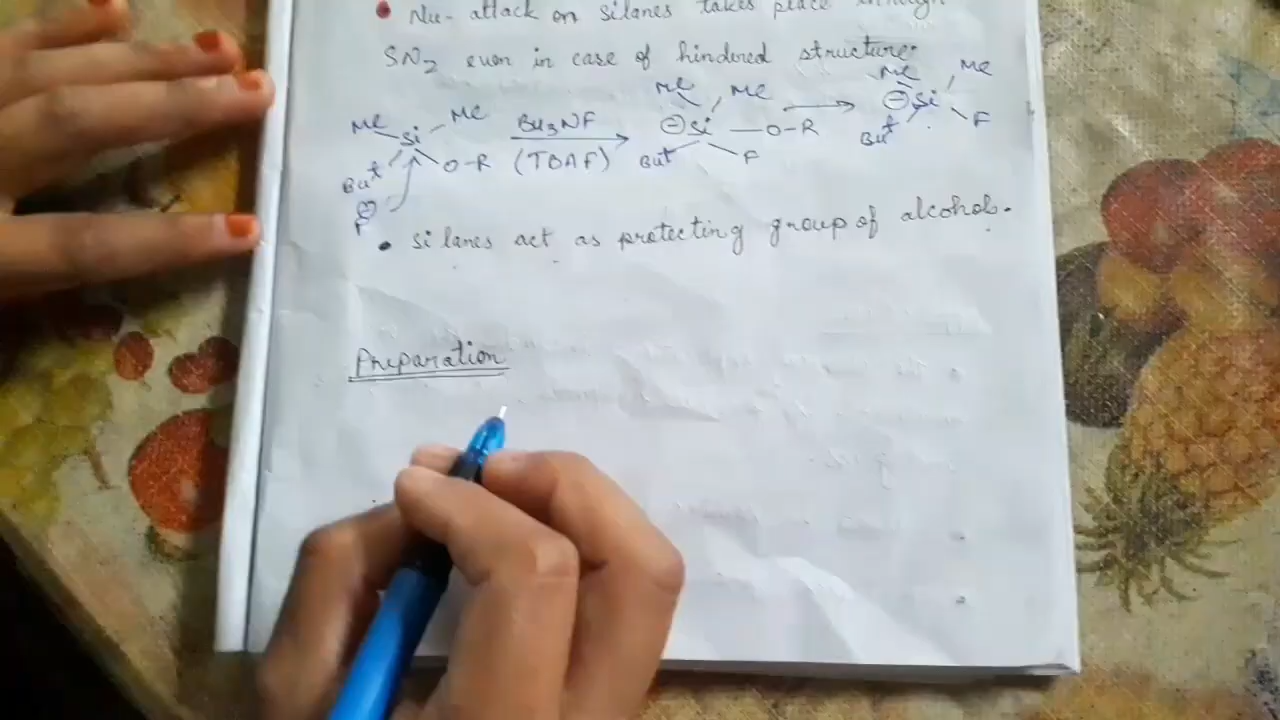 • Nu- attack on silanes takes place through
SN2 even in case of hindered structure.
Me Me Si But O-R ⊖ F
Bu3NF
(TBAF)
Me Me ⊖Si O-R But F
Me Me ⊖Si But F
• silanes act as protecting group of alcohols.
Preparation